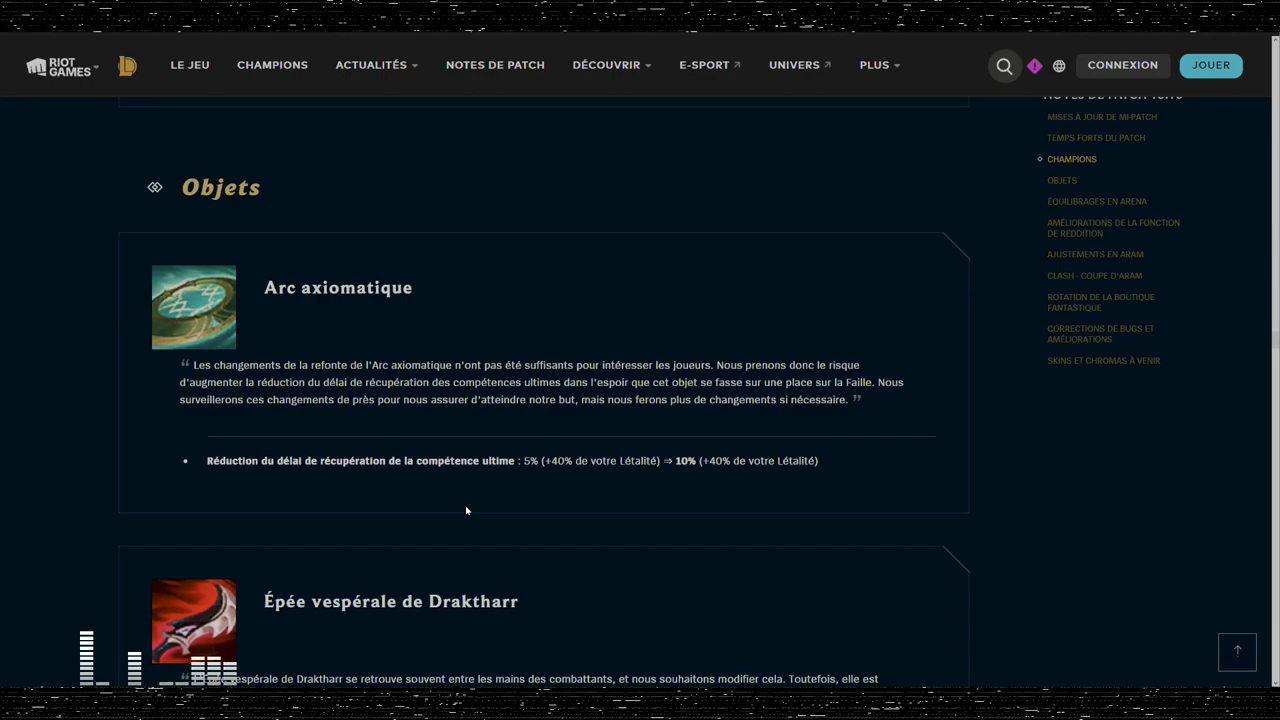 RIOT GAMES
LE JEU
CHAMPIONS
ACTUALITÉS
NOTES DE PATCH
DÉCOUVRIR
E-SPORT
UNIVERS
PLUS
CONNEXION
JOUER
MISES À JOUR DE MI-PATCH
TEMPS FORTS DU PATCH
CHAMPIONS
OBJETS
ÉQUILIBRAGES EN ARENA
AMÉLIORATIONS DE LA FONCTION
DE REDDITION
AJUSTEMENTS EN ARAM
CLASH - COUPE D'ARAM
ROTATION DE LA BOUTIQUE
FANTASTIQUE
CORRECTIONS DE BUGS ET
AMÉLIORATIONS
SKINS ET CHROMAS À VENIR
Objets
Arc axiomatique
“ Les changements de la refonte de l'Arc axiomatique n'ont pas été suffisants pour intéresser les joueurs. Nous prenons donc le risque
d'augmenter la réduction du délai de récupération des compétences ultimes dans l'espoir que cet objet se fasse sur une place sur la Faille. Nous
surveillerons ces changements de près pour nous assurer d'atteindre notre but, mais nous ferons plus de changements si nécessaire. ”
• Réduction du délai de récupération de la compétence ultime : 5% (+40% de votre Létalité) ⇒ 10% (+40% de votre Létalité)
Épée vespérale de Draktharr
vespérale de Draktharr se retrouve souvent entre les mains des combattants, et nous souhaitons modifier cela. Toutefois, elle est